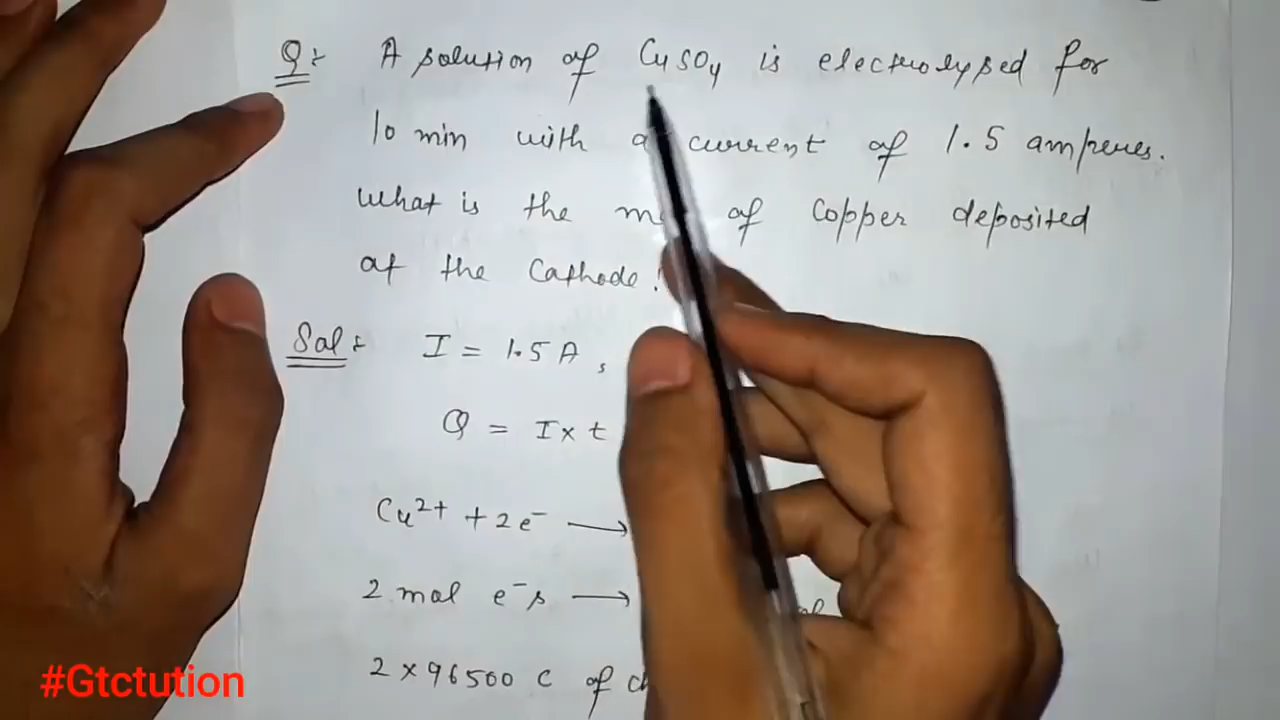 Q:- A solution of CuSO4 is electrolysed for
10 min with a current of 1.5 amperes.
What is the of Copper deposited
at the Cathode?
Sol:- I = 1.5 A,
Q = I x t
Cu2+ + 2e- →
2 mol e-s →
2 x 96500 C of
#Gtctution